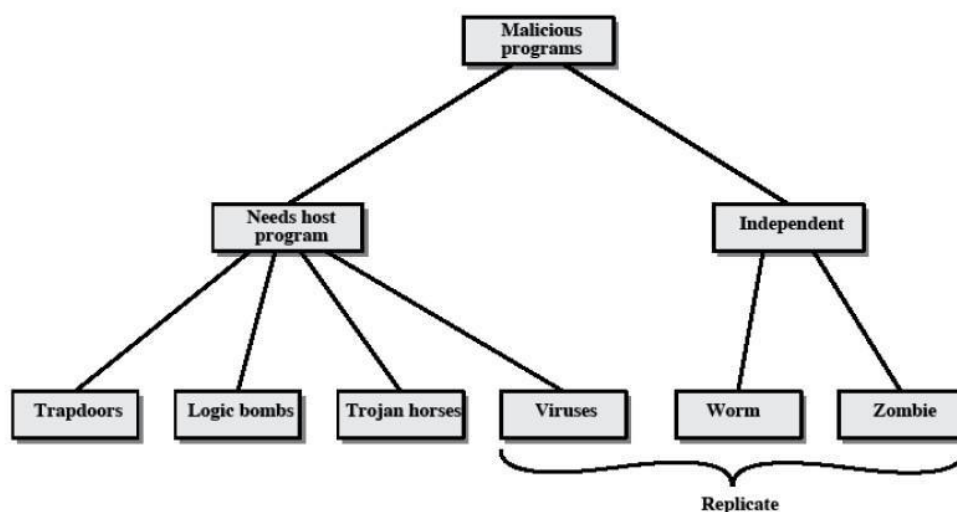 Malicious
programs
Needs host
program
Independent
Trapdoors
Logic bombs
Trojan horses
Viruses
Worm
Zombie
Replicate